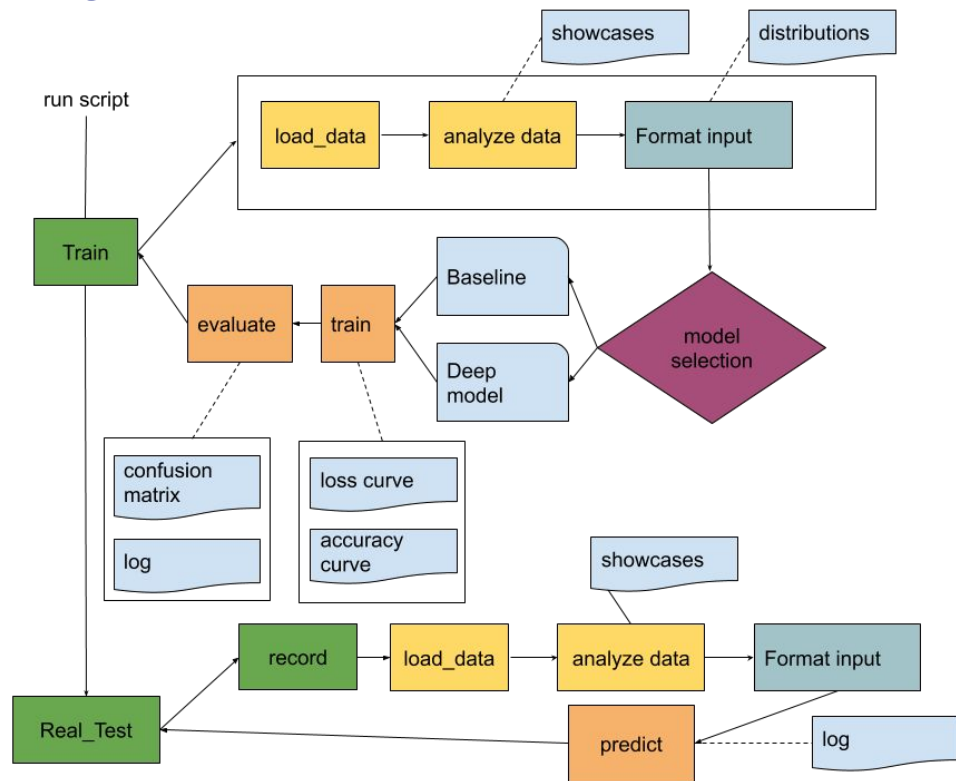 showcases
distributions
run script
load_data
analyze data
Format input
Train
Baseline
evaluate
train
model
selection
Deep
model
confusion
matrix
loss curve
log
accuracy
curve
showcases
record
load_data
analyze data
Format input
Real_Test
predict
log